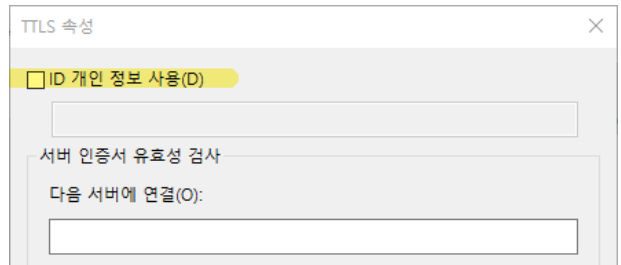 TTLS 속성
ID 개인 정보 사용(D)
서버 인증서 유효성 검사
다음 서버에 연결(O):